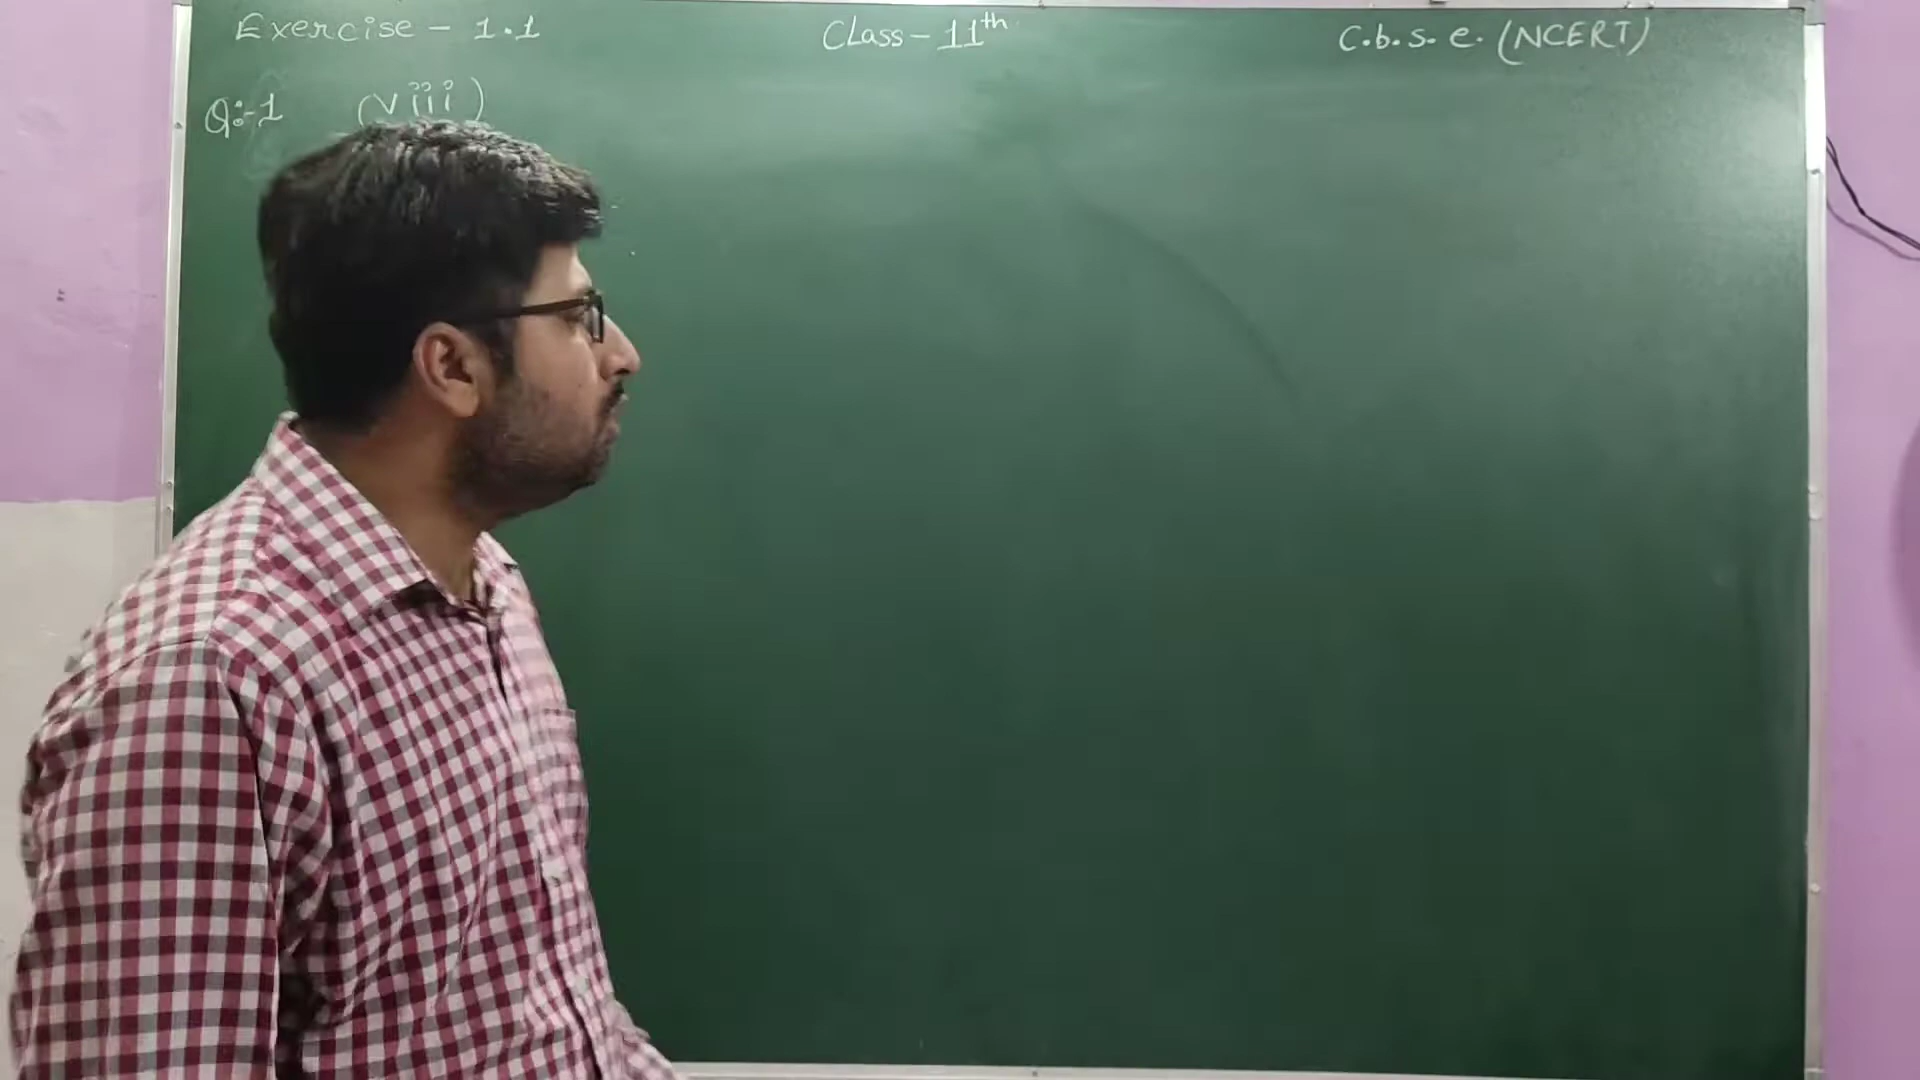 Exercise - 1.1 Class - 11th C.b.s.e. (NCERT)
Q:-1 (viii)